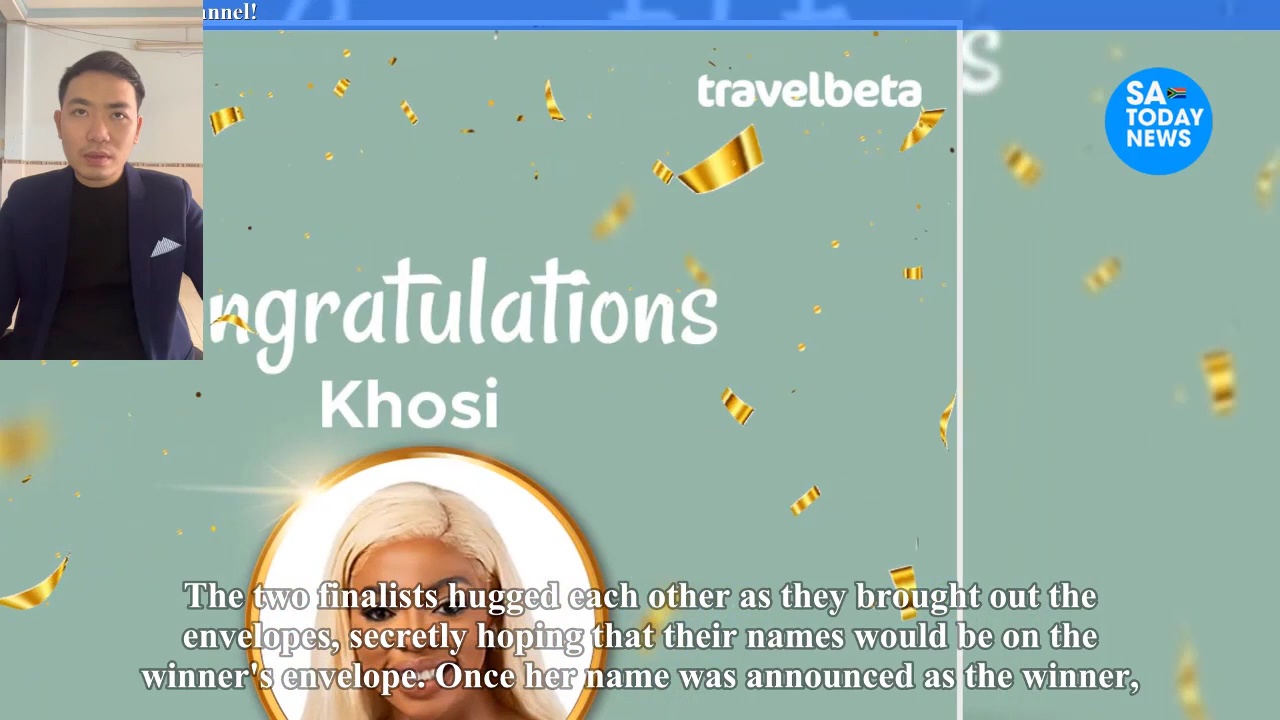 annel!
travelbeta
s
SA
TODAY
NEWS
ngratulations
Khosi
The two finalists hugged each other as they brought out the
envelopes, secretly hoping that their names would be on the
winner's envelope. Once her name was announced as the winner,